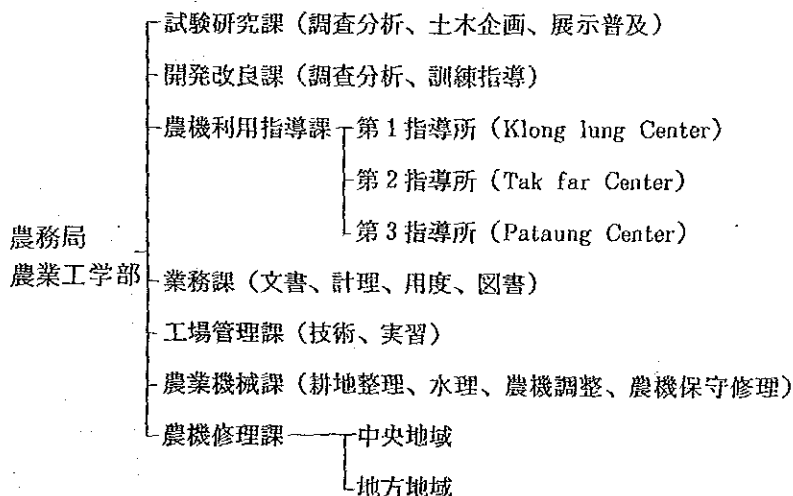 試験研究課(調査分析、土木企画、展示普及)
開発改良課(調査分析、訓練指導)
農機利用指導課 第1指導所(Klong lung Center)
第2指導所(Tak far Center)
第3指導所(Pataung Center)
農務局
農業工学部
業務課(文書、計理、用度、図書)
工場管理課(技術、実習)
農業機械課(耕地整理、水理、農機調整、農機保守修理)
農機修理課 中央地域
地方地域